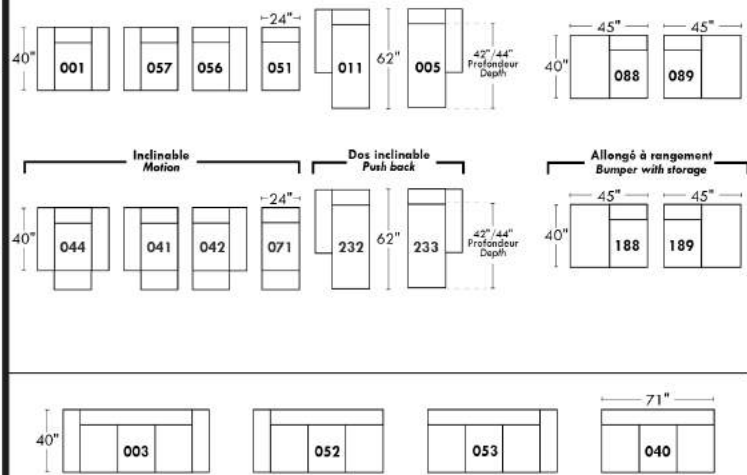 24" 45" 45"
40" 001 057 056 051 011 62" 005 42"/44" Profondeur Depth 40" 088 089
Inclinable Dos inclinable Allongé à rangement
Motion Push back Bumper with storage
24" 45" 45"
40" 044 041 042 071 232 62" 233 42"/44" Profondeur Depth 40" 188 189
71"
40" 003 052 053 040